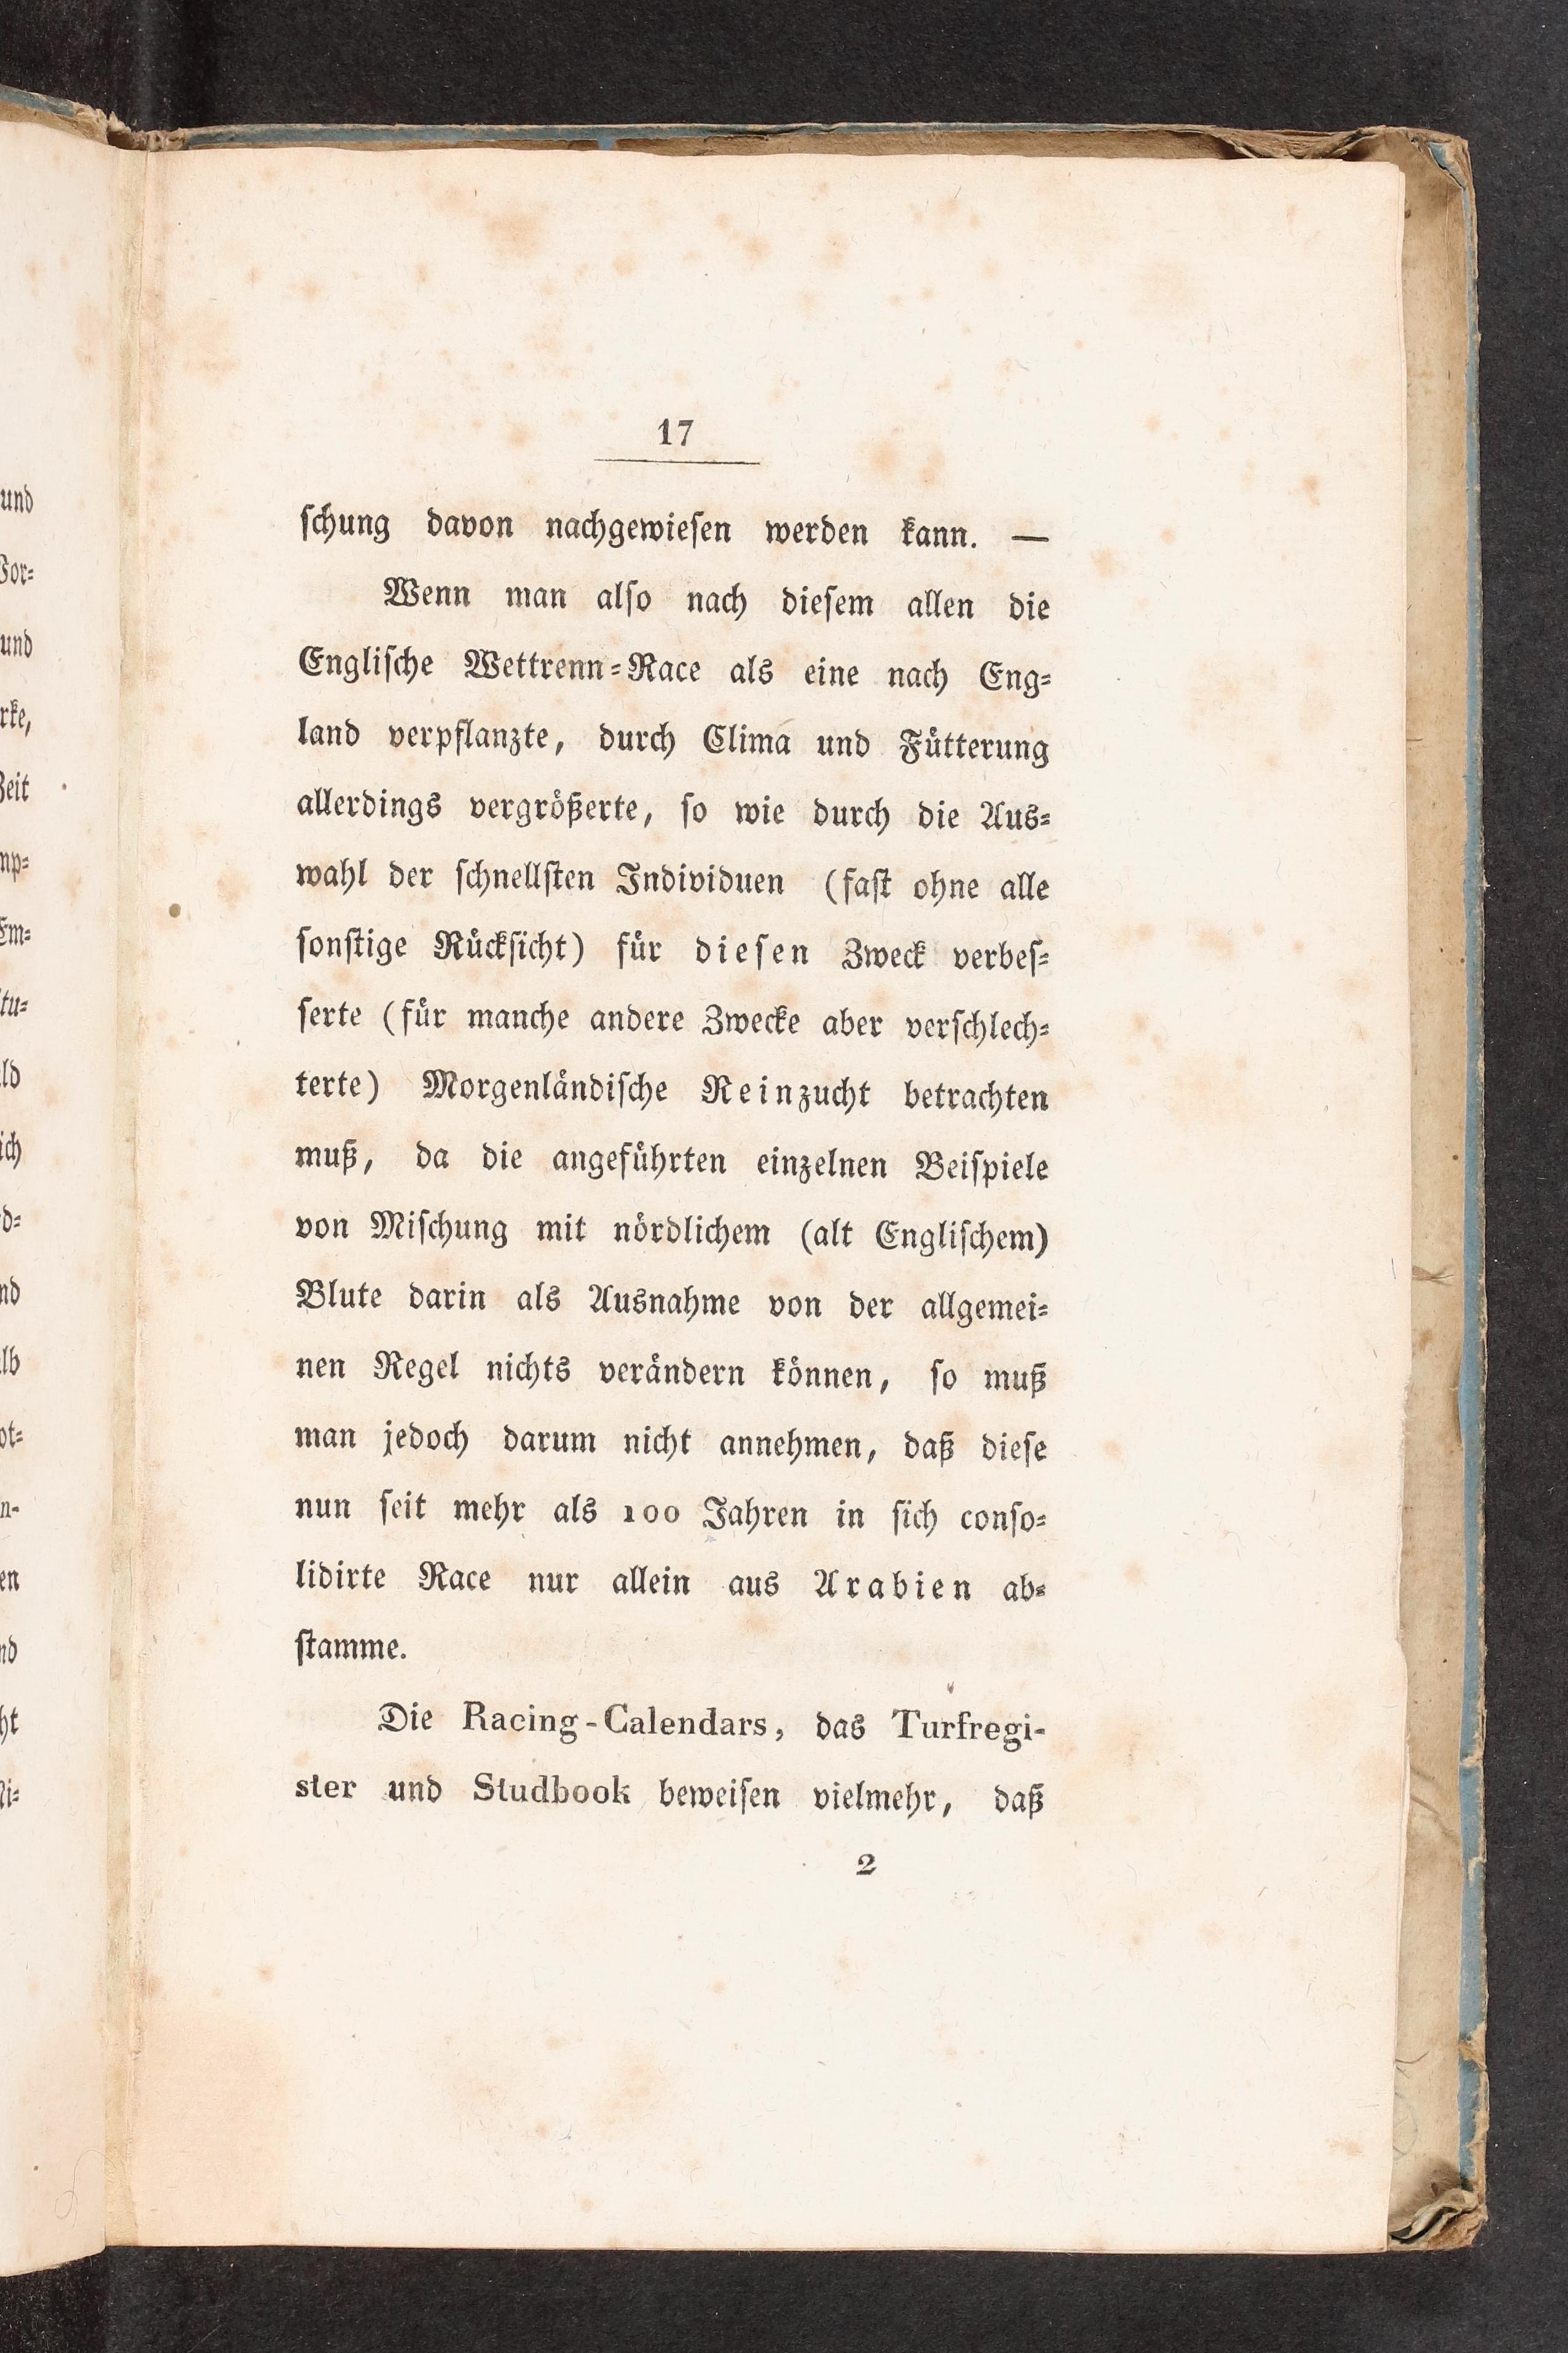 17
schung davon nachgewiesen werden kann. —
Wenn man also nach diesem allen die
Englische Wettrenn-Race als eine nach Eng-
land verpflanzte, durch Clima und Fütterung
allerdings vergrößerte, so wie durch die Aus-
wahl der schnellsten Individuen (fast ohne alle
sonstige Rücksicht) für diesen Zweck verbes-
serte (für manche andere Zwecke aber verschlech-
terte) Morgenländische Reinzucht betrachten
muß, da die angeführten einzelnen Beispiele
von Mischung mit nördlichem (alt Englischem)
Blute darin als Ausnahme von der allgemei-
nen Regel nichts verändern können, so muß
man jedoch darum nicht annehmen, daß diese
nun seit mehr als 100 Jahren in sich conso-
lidirte Race nur allein aus Arabien ab-
stamme.
Die Racing-Calendars, das Turfregi-
ster und Studbook beweisen vielmehr, daß
2